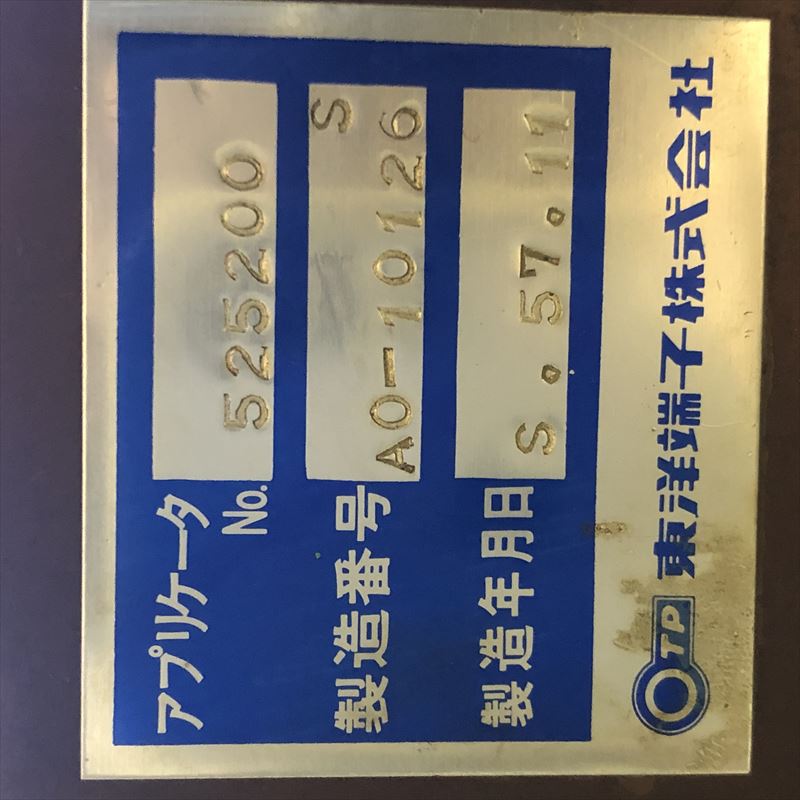 アプリケータ
No.
525200
製造番号
S
A0-10126
製造年月日
S.57.11
TP
東洋端子株式会社